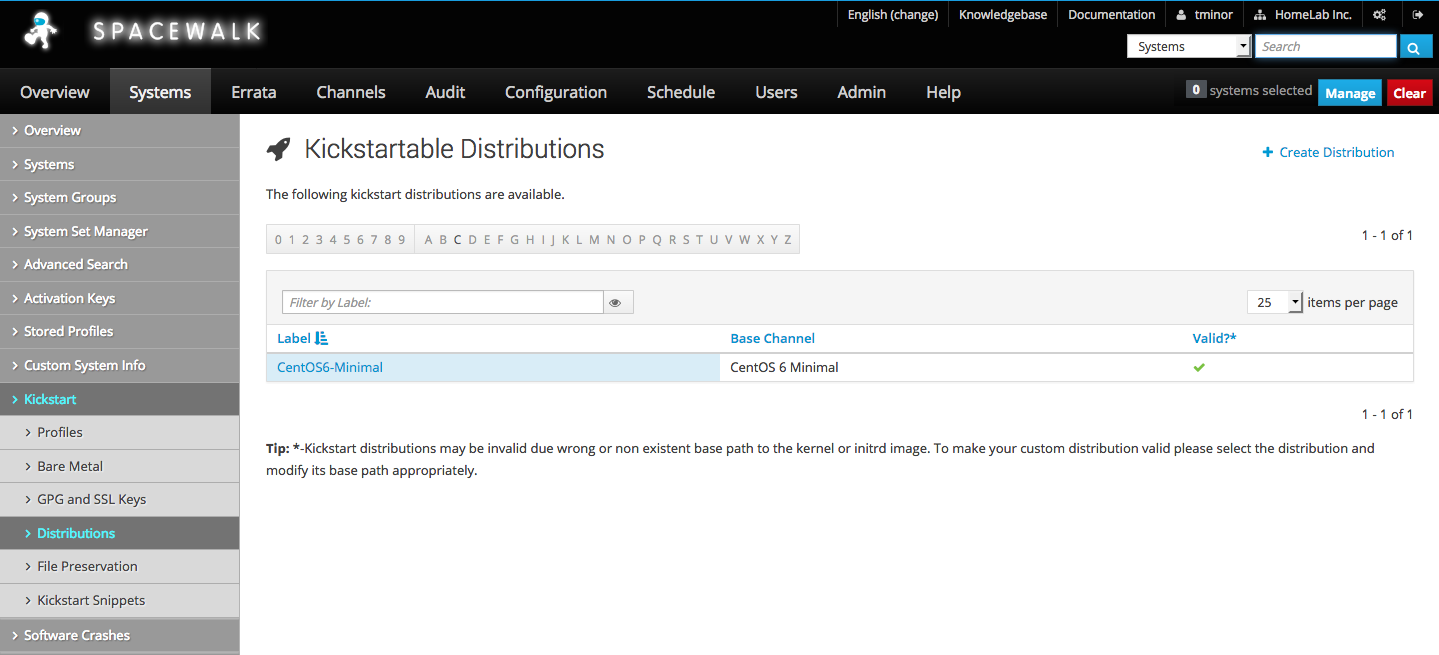 English (change) Knowledgebase Documentation tminor HomeLab Inc.
SPACEWALK
Systems Search
Overview Systems Errata Channels Audit Configuration Schedule Users Admin Help 0 systems selected Manage Clear
Overview
Systems
System Groups
System Set Manager
Advanced Search
Activation Keys
Stored Profiles
Custom System Info
Kickstart
Profiles
Bare Metal
GPG and SSL Keys
Distributions
File Preservation
Kickstart Snippets
Software Crashes
Kickstartable Distributions
+ Create Distribution
The following kickstart distributions are available.
0 1 2 3 4 5 6 7 8 9 A B C D E F G H I J K L M N O P Q R S T U V W X Y Z
1 - 1 of 1
Filter by Label: 25 items per page
Label Base Channel Valid?*
CentOS6-Minimal CentOS 6 Minimal
1 - 1 of 1
Tip: *-Kickstart distributions may be invalid due wrong or non existent base path to the kernel or initrd image. To make your custom distribution valid please select the distribution and
modify its base path appropriately.